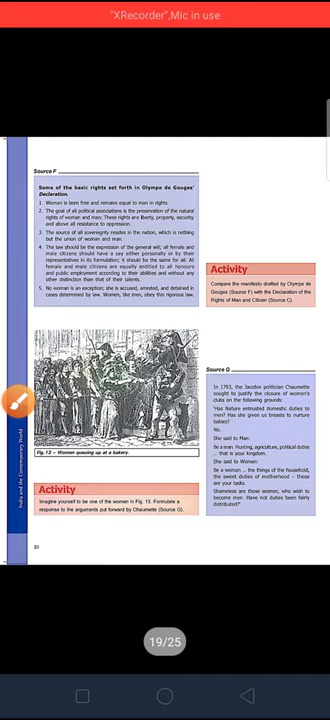 "XRecorder",Mic in use
Source F
Some of the basic rights set forth in Olympe de Gouges'
Declaration.
1. Woman is born free and remains equal to man in rights.
2. The goal of all political associations is the preservation of the natural
rights of woman and man: These rights are liberty, property, security,
and above all resistance to oppression.
3. The source of all sovereignty resides in the nation, which is nothing
but the union of woman and man.
4. The law should be the expression of the general will; all female and
male citizens should have a say either personally or by their
representatives in its formulation; it should be the same for all. All
female and male citizens are equally entitled to all honours
and public employment according to their abilities and without any
other distinction than that of their talents.
5. No woman is an exception; she is accused, arrested, and detained in
cases determined by law. Women, like men, obey this rigorous law.
Activity
Compare the manifesto drafted by Olympe de
Gouges (Source F) with the Declaration of the
Rights of Man and Citizen (Source C).
Fig. 13 – Women queuing up at a bakery.
Source G
In 1793, the Jacobin politician Chaumette
sought to justify the closure of women's
clubs on the following grounds:
'Has Nature entrusted domestic duties to
men? Has she given us breasts to nurture
babies?
No.
She said to Man:
Be a man. Hunting, agriculture, political duties
... that is your kingdom.
She said to Woman:
Be a woman ... the things of the household,
the sweet duties of motherhood – those
are your tasks.
Shameless are those women, who wish to
become men. Have not duties been fairly
distributed?'
Activity
Imagine yourself to be one of the women in Fig. 13. Formulate a
response to the arguments put forward by Chaumette (Source G).
India and the Contemporary World
20
19/25